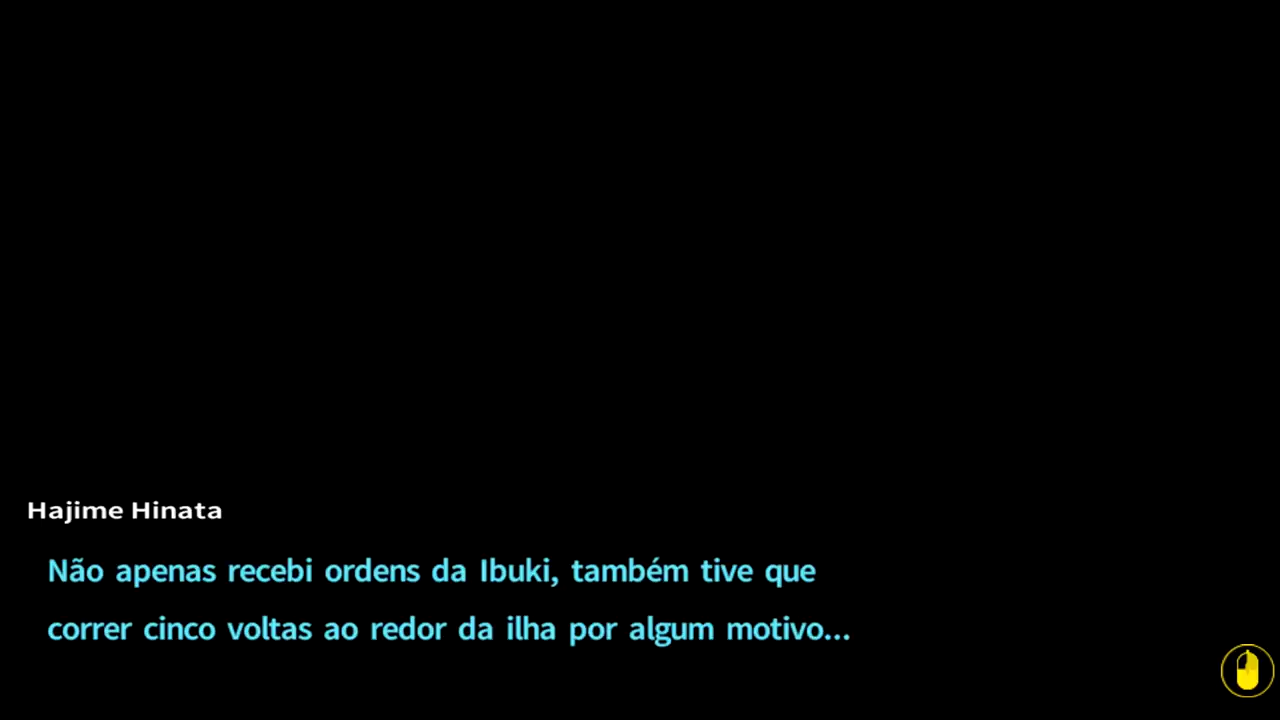 Hajime Hinata
Não apenas recebi ordens da Ibuki, também tive que
correr cinco voltas ao redor da ilha por algum motivo...